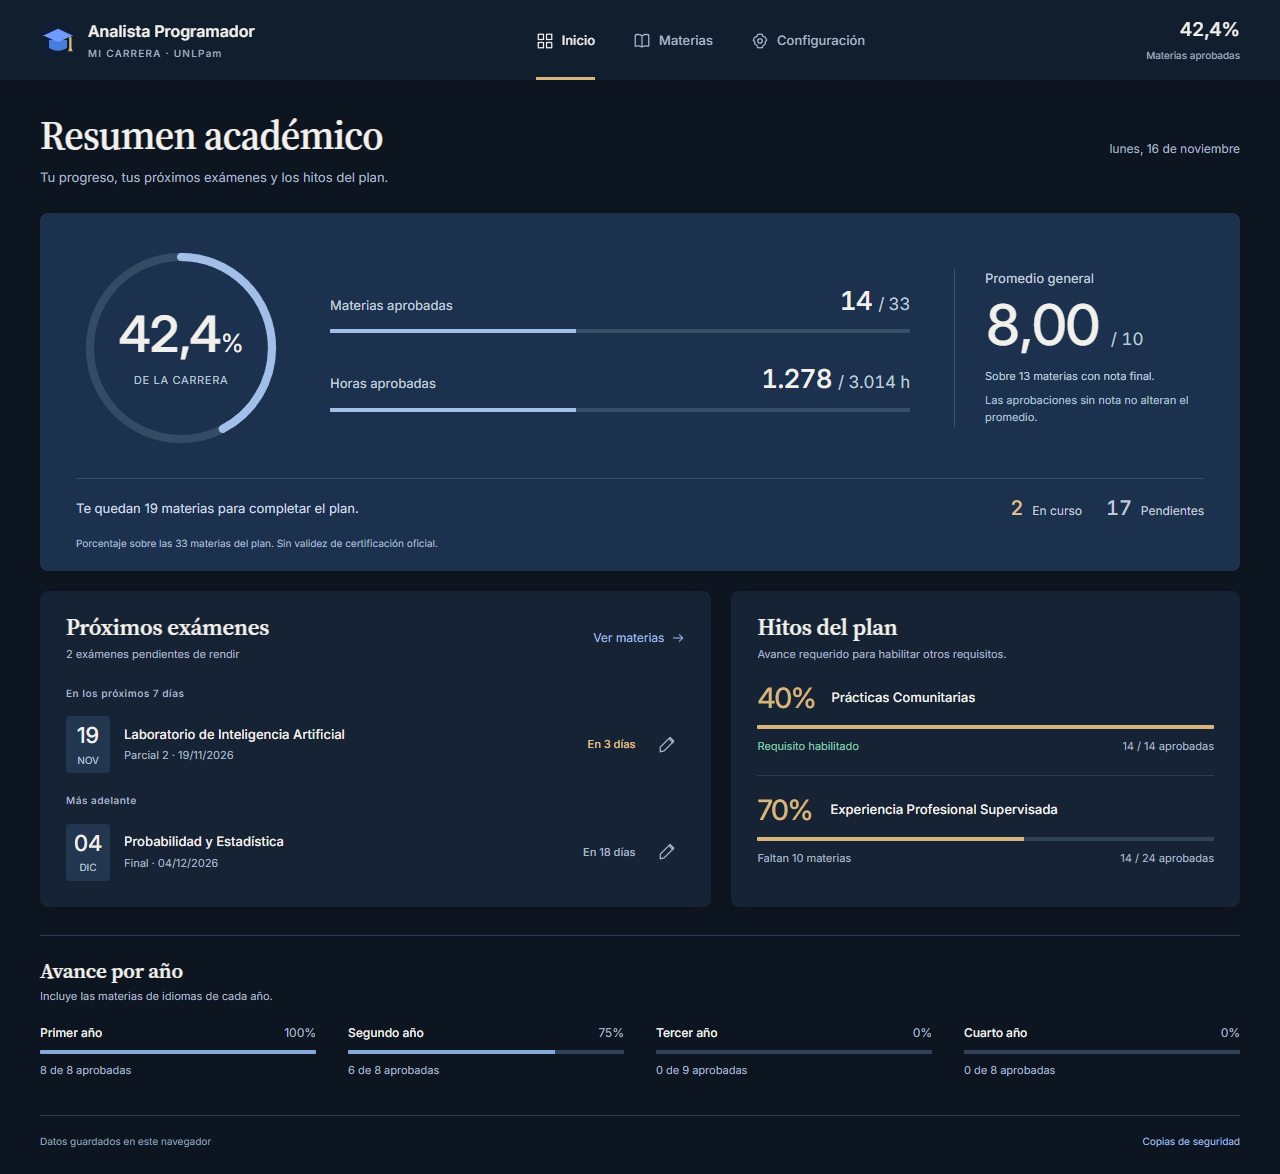 Analista Programador
MI CARRERA · UNLPam
Inicio
Materias
Configuración
42,4%
Materias aprobadas
Resumen académico
Tu progreso, tus próximos exámenes y los hitos del plan.
lunes, 16 de noviembre
42,4%
DE LA CARRERA
Materias aprobadas
14 / 33
Horas aprobadas
1.278 / 3.014 h
Promedio general
8,00 / 10
Sobre 13 materias con nota final.
Las aprobaciones sin nota no alteran el
promedio.
Te quedan 19 materias para completar el plan.
2 En curso
17 Pendientes
Porcentaje sobre las 33 materias del plan. Sin validez de certificación oficial.
Próximos exámenes
2 exámenes pendientes de rendir
Ver materias →
En los próximos 7 días
19
NOV
Laboratorio de Inteligencia Artificial
Parcial 2 · 19/11/2026
En 3 días
Más adelante
04
DIC
Probabilidad y Estadística
Final · 04/12/2026
En 18 días
Hitos del plan
Avance requerido para habilitar otros requisitos.
40% Prácticas Comunitarias
Requisito habilitado
14 / 14 aprobadas
70% Experiencia Profesional Supervisada
Faltan 10 materias
14 / 24 aprobadas
Avance por año
Incluye las materias de idiomas de cada año.
Primer año
100%
8 de 8 aprobadas
Segundo año
75%
6 de 8 aprobadas
Tercer año
0%
0 de 9 aprobadas
Cuarto año
0%
0 de 8 aprobadas
Datos guardados en este navegador
Copias de seguridad